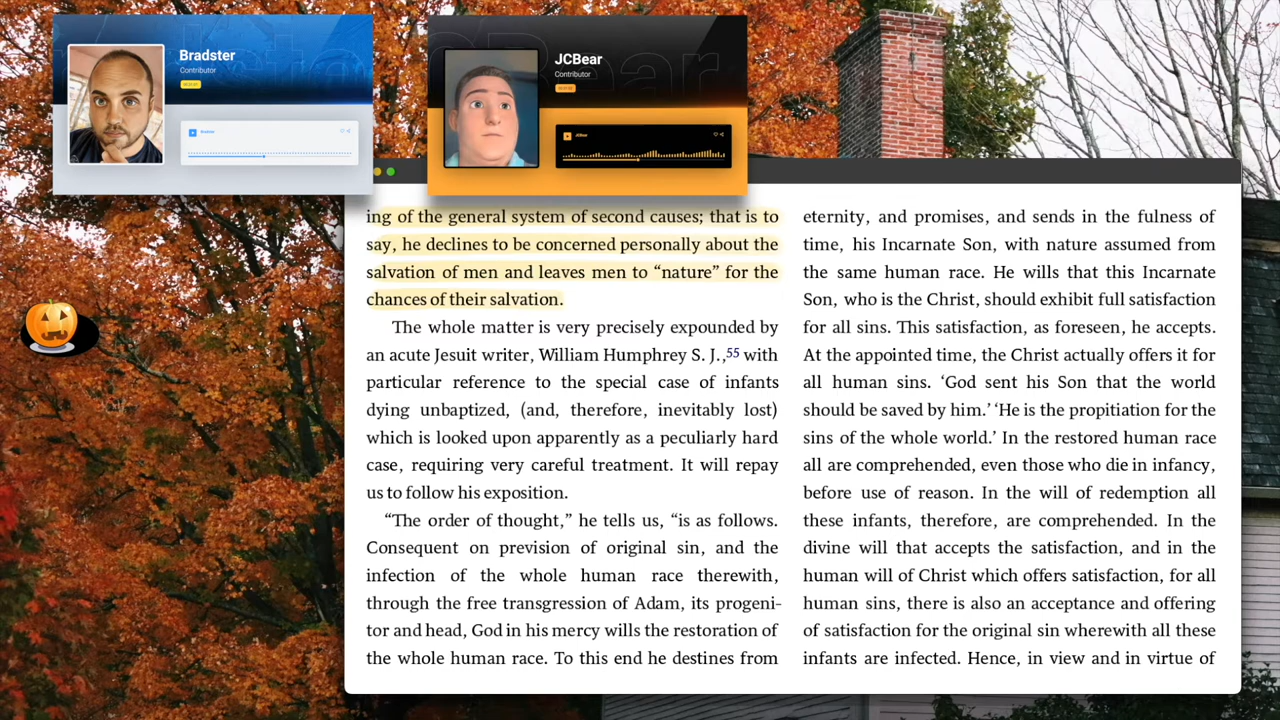 Bradster
Contributor
Bradster
JCBear
Contributor
JCBear
ing of the general system of second causes; that is to
say, he declines to be concerned personally about the
salvation of men and leaves men to “nature” for the
chances of their salvation.
The whole matter is very precisely expounded by
an acute Jesuit writer, William Humphrey S. J.,55 with
particular reference to the special case of infants
dying unbaptized, (and, therefore, inevitably lost)
which is looked upon apparently as a peculiarly hard
case, requiring very careful treatment. It will repay
us to follow his exposition.
“The order of thought,” he tells us, “is as follows.
Consequent on prevision of original sin, and the
infection of the whole human race therewith,
through the free transgression of Adam, its progeni-
tor and head, God in his mercy wills the restoration of
the whole human race. To this end he destines from
eternity, and promises, and sends in the fulness of
time, his Incarnate Son, with nature assumed from
the same human race. He wills that this Incarnate
Son, who is the Christ, should exhibit full satisfaction
for all sins. This satisfaction, as foreseen, he accepts.
At the appointed time, the Christ actually offers it for
all human sins. ‘God sent his Son that the world
should be saved by him.’ ‘He is the propitiation for the
sins of the whole world.’ In the restored human race
all are comprehended, even those who die in infancy,
before use of reason. In the will of redemption all
these infants, therefore, are comprehended. In the
divine will that accepts the satisfaction, and in the
human will of Christ which offers satisfaction, for all
human sins, there is also an acceptance and offering
of satisfaction for the original sin wherewith all these
infants are infected. Hence, in view and in virtue of